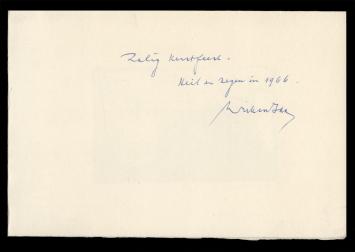 Zalig Kerstfeest.
Heil en zegen in 1966.